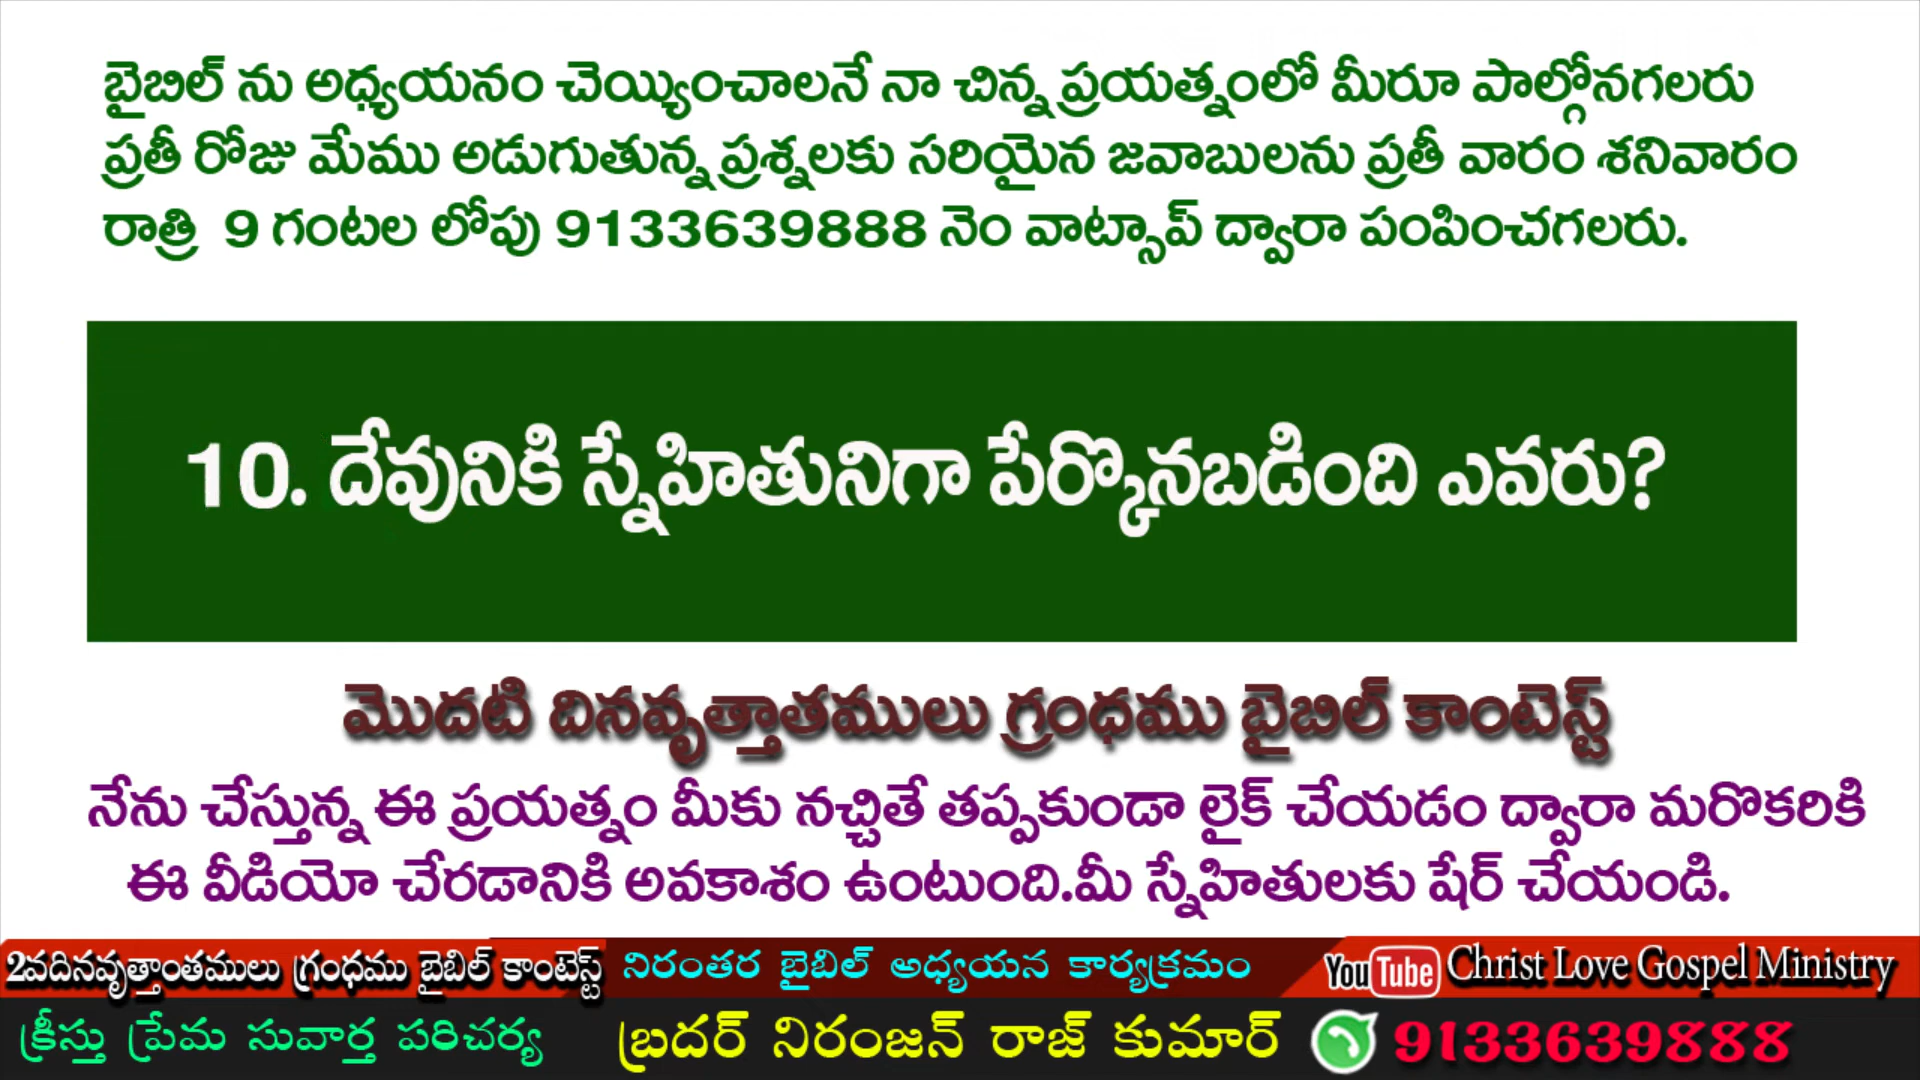 బైబిల్ ను అధ్యయనం చెయ్యించాలనే నా చిన్న ప్రయత్నంలో మీరూ పాల్గోనగలరు
ప్రతీ రోజు మేము అడుగుతున్న ప్రశ్నలకు సరియైన జవాబులను ప్రతీ వారం శనివారం
రాత్రి 9 గంటల లోపు 9133639888 నెం వాట్సాప్ ద్వారా పంపించగలరు.
10. దేవునికి స్నేహితునిగా పేర్కొనబడింది ఎవరు?
మొదటి దినవృత్తాతములు గ్రంధము బైబిల్ కాంటెస్ట్
నేను చేస్తున్న ఈ ప్రయత్నం మీకు నచ్చితే తప్పకుండా లైక్ చేయడం ద్వారా మరొకరికి
ఈ వీడియో చేరడానికి అవకాశం ఉంటుంది.మీ స్నేహితులకు షేర్ చేయండి.
2వదినవృత్తాంతములు గ్రంధము బైబిల్ కాంటెస్ట్ నిరంతర బైబిల్ అధ్యయన కార్యక్రమం YouTube Christ Love Gospel Ministry
క్రీస్తు ప్రేమ సువార్త పరిచర్య బ్రదర్ నిరంజన్ రాజ్ కుమార్ 9133639888